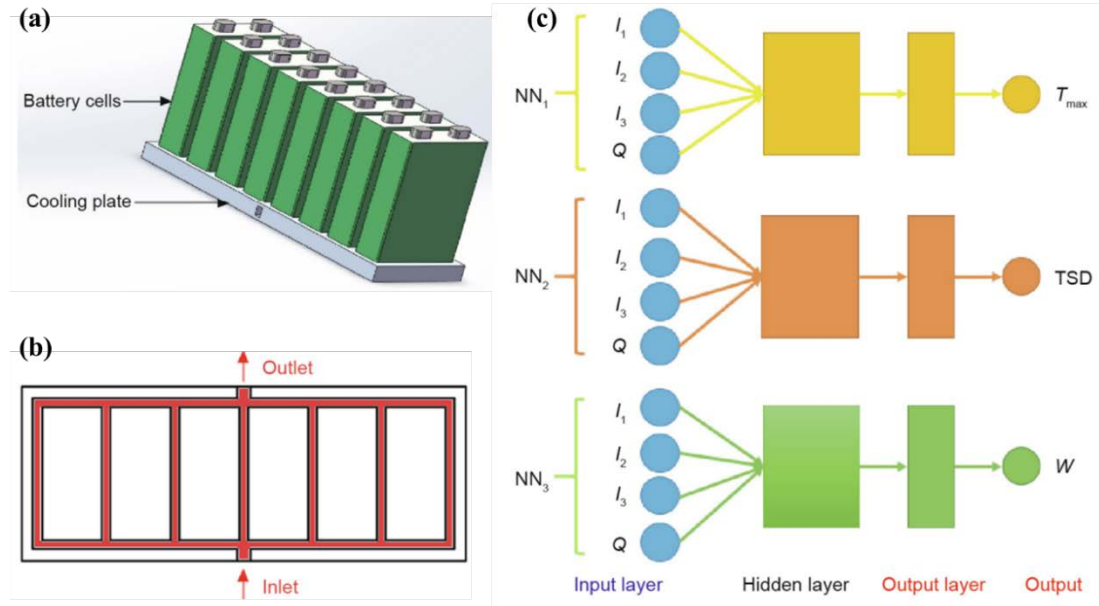 (a)
Battery cells
Cooling plate
(b)
Outlet
Inlet
(c)
NN₁
I₁
I₂
I₃
Q
T_max
NN₂
I₁
I₂
I₃
Q
TSD
NN₃
I₁
I₂
I₃
Q
W
Input layer Hidden layer Output layer Output